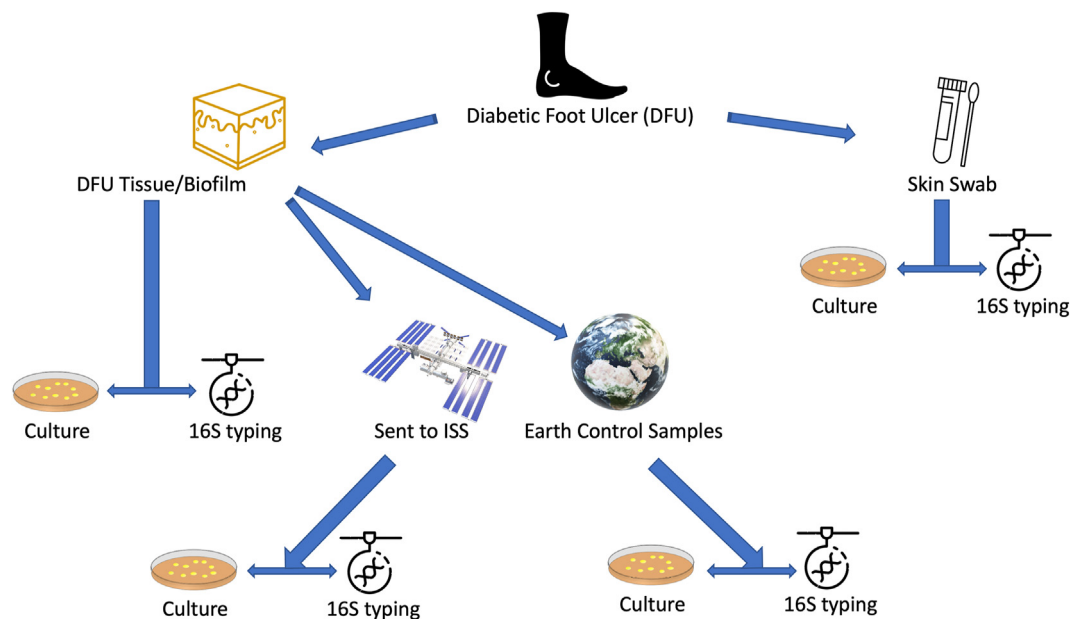 Diabetic Foot Ulcer (DFU)
DFU Tissue/Biofilm
Skin Swab
Culture
16S typing
Culture
16S typing
Sent to ISS
Earth Control Samples
Culture
16S typing
Culture
16S typing